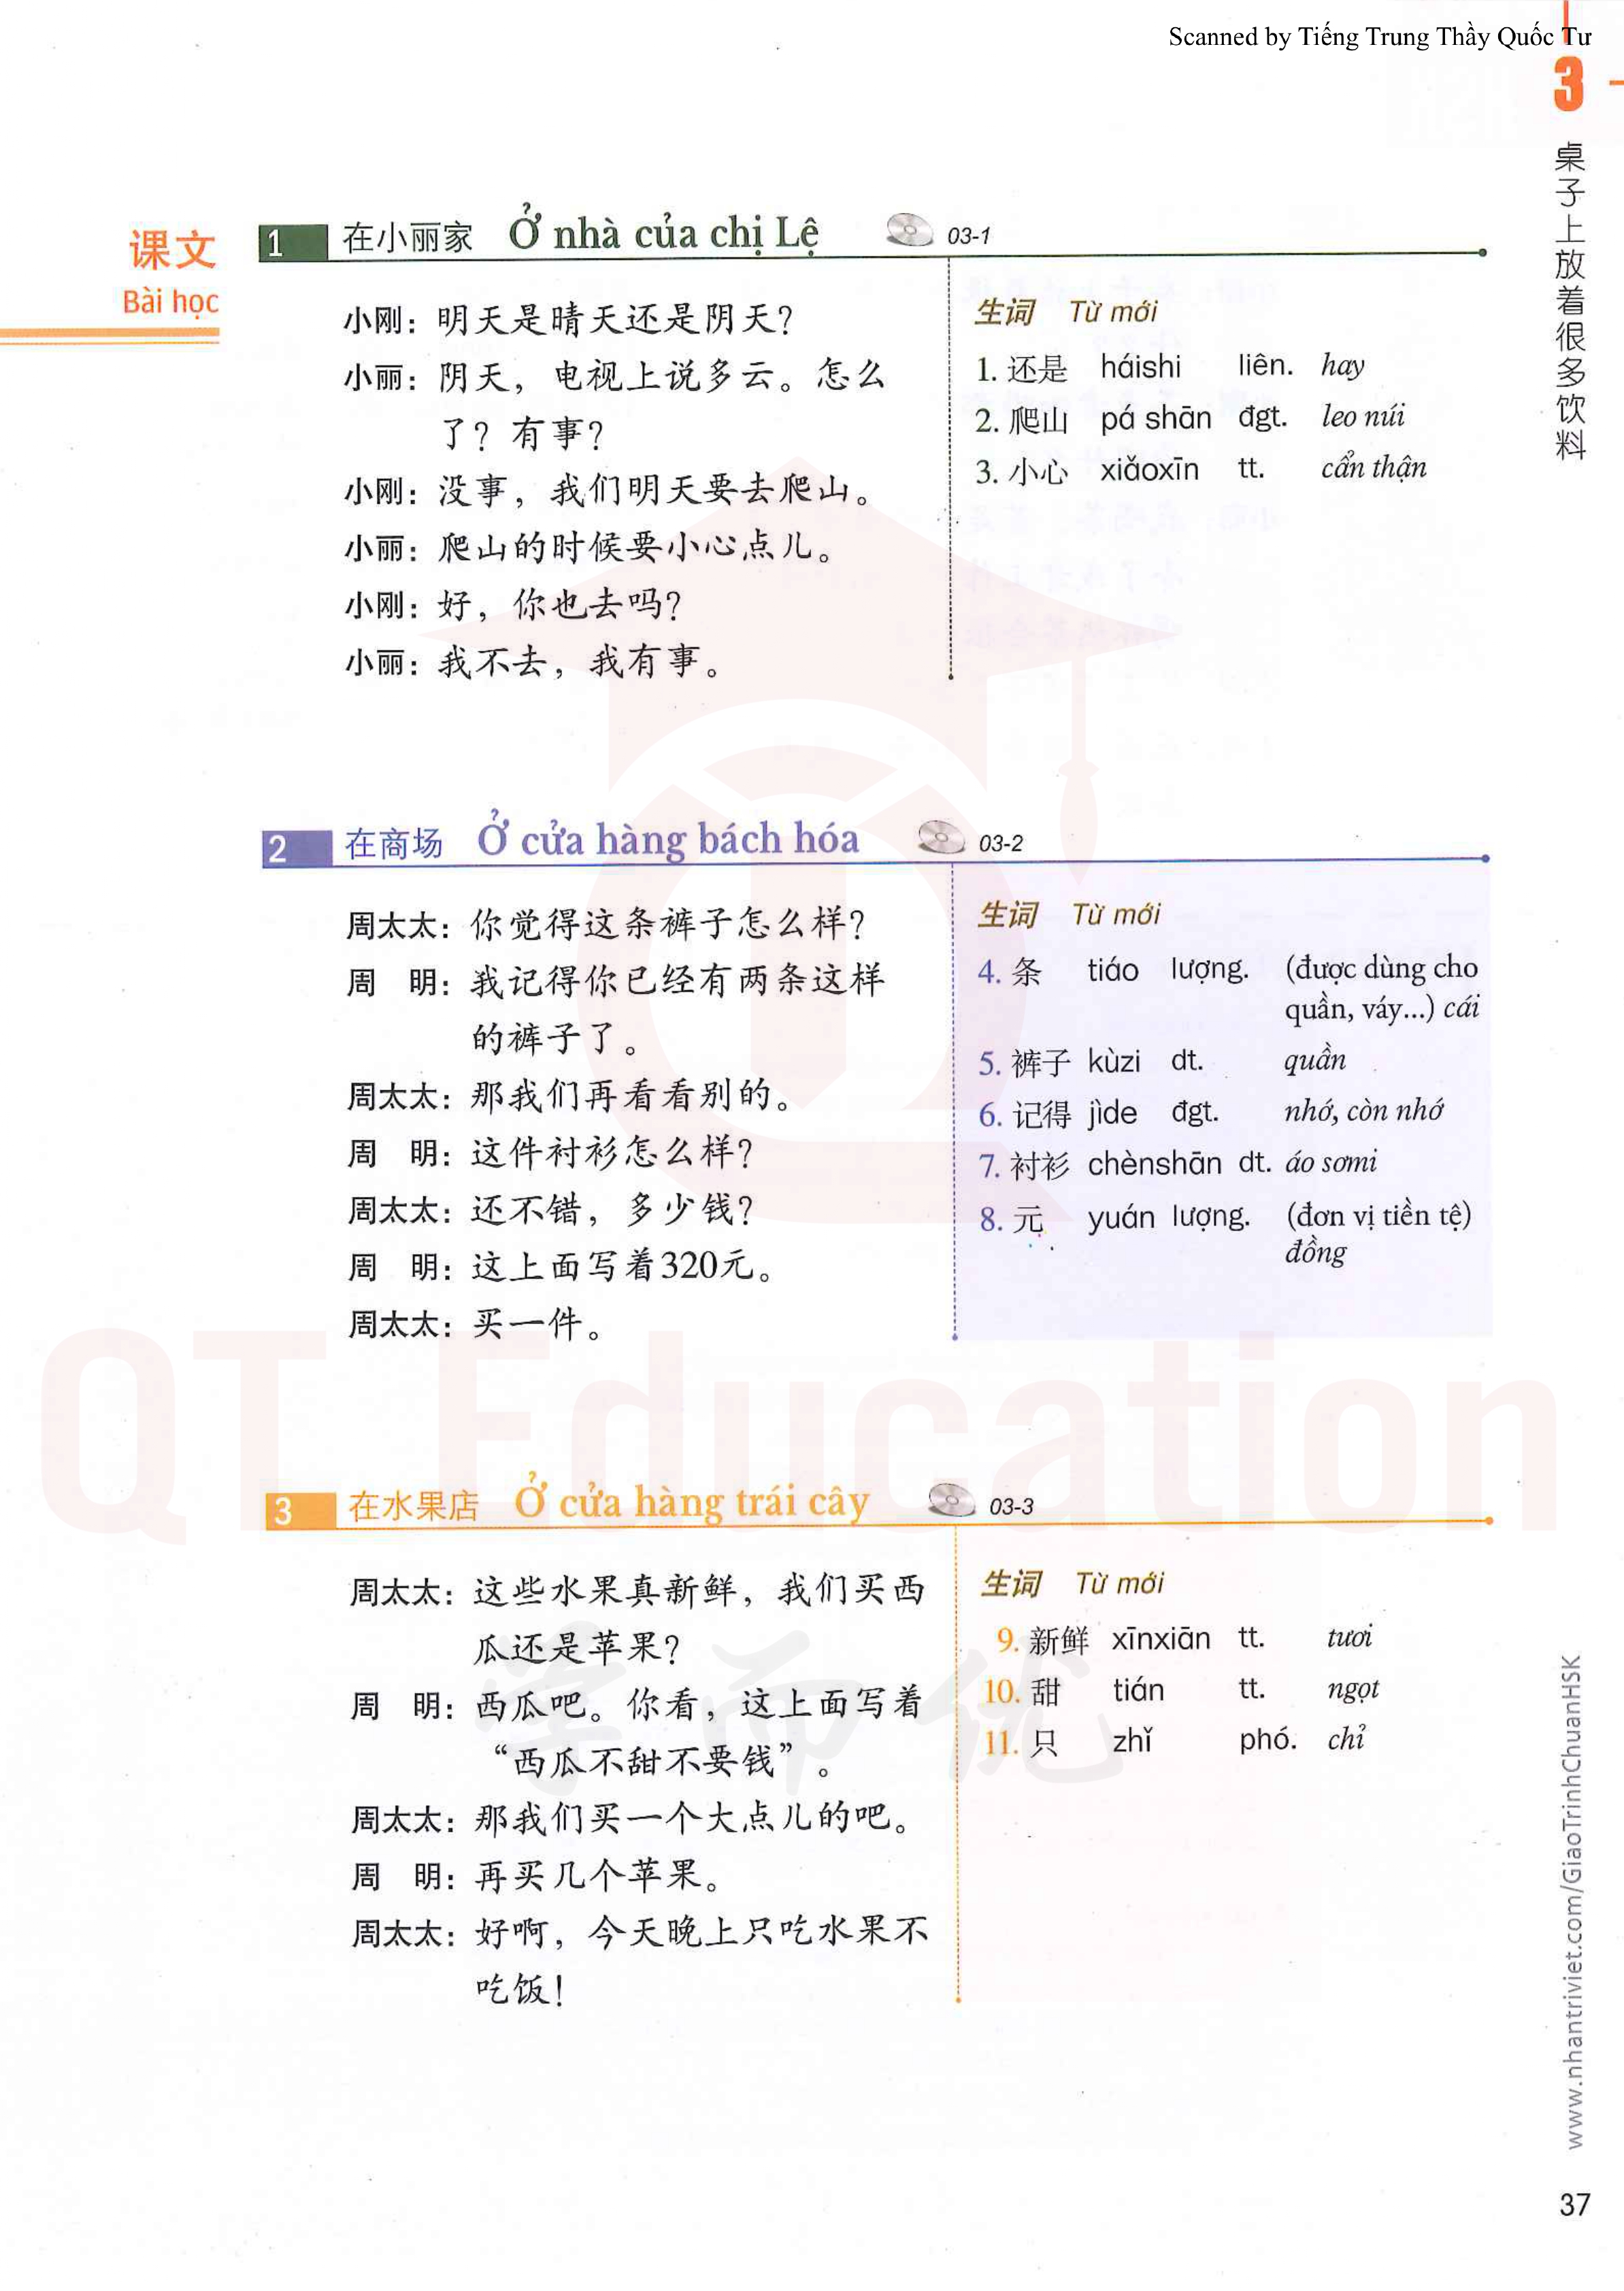 Scanned by Tiếng Trung Thầy Quốc Tư
3
桌子上放着很多饮料
课文
Bài học
1 在小丽家 Ở nhà của chị Lệ 03-1
小刚：明天是晴天还是阴天？
小丽：阴天，电视上说多云。怎么
了？有事？
小刚：没事，我们明天要去爬山。
小丽：爬山的时候要小心点儿。
小刚：好，你也去吗？
小丽：我不去，我有事。
生词 Từ mới
1. 还是 háishi liên. hay
2. 爬山 pá shān đgt. leo núi
3. 小心 xiǎoxīn tt. cẩn thận
2 在商场 Ở cửa hàng bách hóa 03-2
周太太：你觉得这条裤子怎么样？
周 明：我记得你已经有两条这样
的裤子了。
周太太：那我们再看看别的。
周 明：这件衬衫怎么样？
周太太：还不错，多少钱？
周 明：这上面写着320元。
周太太：买一件。
生词 Từ mới
4. 条 tiáo lượng. (được dùng cho
quần, váy...) cái
5. 裤子 kùzi dt. quần
6. 记得 jìde đgt. nhớ, còn nhớ
7. 衬衫 chènshān dt. áo sơmi
8. 元 yuán lượng. (đơn vị tiền tệ)
đồng
3 在水果店 Ở cửa hàng trái cây 03-3
周太太：这些水果真新鲜，我们买西
瓜还是苹果？
周 明：西瓜吧。你看，这上面写着
“西瓜不甜不要钱”。
周太太：那我们买一个大点儿的吧。
周 明：再买几个苹果。
周太太：好啊，今天晚上只吃水果不
吃饭！
生词 Từ mới
9. 新鲜 xīnxiān tt. tươi
10. 甜 tián tt. ngọt
11. 只 zhǐ phó. chỉ
QT Education
学而优
www.nhantriviet.com/GiaoTrinhChuanHSK
37